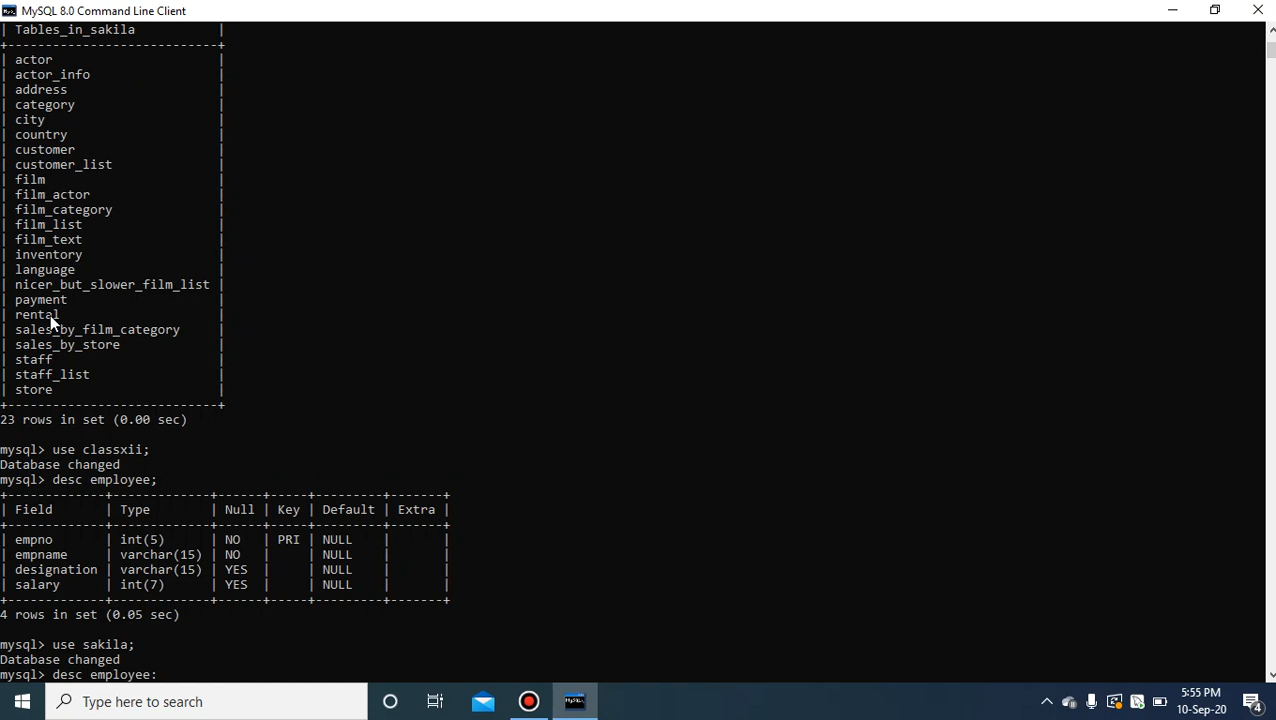 MySQL 8.0 Command Line Client
| Tables_in_sakila           |
+----------------------------+
| actor                      |
| actor_info                 |
| address                    |
| category                   |
| city                       |
| country                    |
| customer                   |
| customer_list              |
| film                       |
| film_actor                 |
| film_category              |
| film_list                  |
| film_text                  |
| inventory                  |
| language                   |
| nicer_but_slower_film_list |
| payment                    |
| rental                     |
| sales_by_film_category     |
| sales_by_store             |
| staff                      |
| staff_list                 |
| store                      |
+----------------------------+
23 rows in set (0.00 sec)
mysql> use classxii;
Database changed
mysql> desc employee;
+-------------+-------------+------+-----+---------+-------+
| Field       | Type        | Null | Key | Default | Extra |
+-------------+-------------+------+-----+---------+-------+
| empno       | int(5)      | NO   | PRI | NULL    |       |
| empname     | varchar(15) | NO   |     | NULL    |       |
| designation | varchar(15) | YES  |     | NULL    |       |
| salary      | int(7)      | YES  |     | NULL    |       |
+-------------+-------------+------+-----+---------+-------+
4 rows in set (0.05 sec)
mysql> use sakila;
Database changed
mysql> desc employee:
Type here to search
5:55 PM
10-Sep-20
4
MySQL